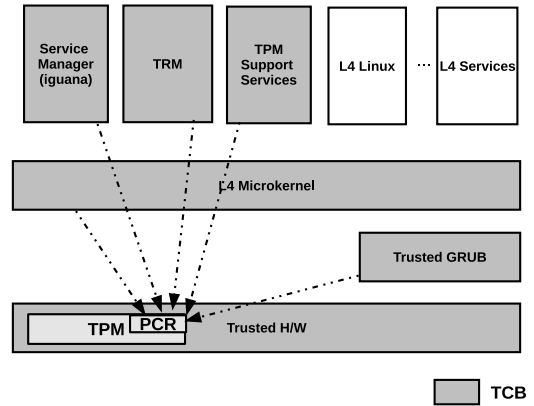 Service
Manager
(iguana)
TRM
TPM
Support
Services
L4 Linux
...
L4 Services
L4 Microkernel
Trusted GRUB
PCR
TPM
Trusted H/W
TCB